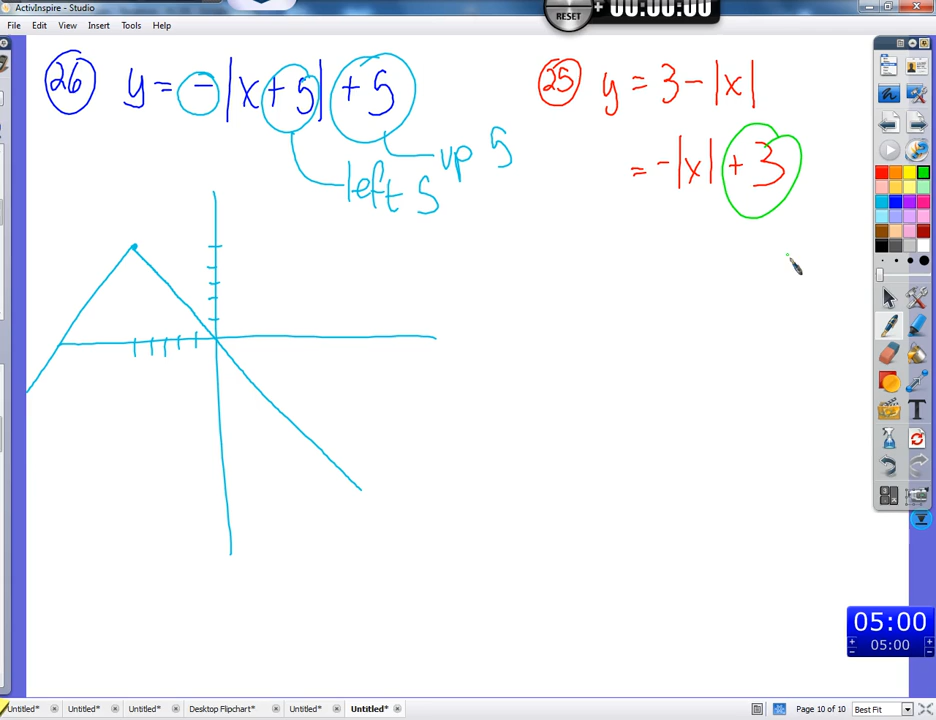 ActivInspire - Studio
File Edit View Insert Tools Help
RESET + 00:00:00
26 y = -|x + 5| + 5
up 5
left 5
25 y = 3 - |x|
= -|x| + 3
05:00
+ 05:00 +
Untitled* Untitled* Untitled* Desktop Flipchart* Untitled* Untitled* Page 10 of 10 Best Fit